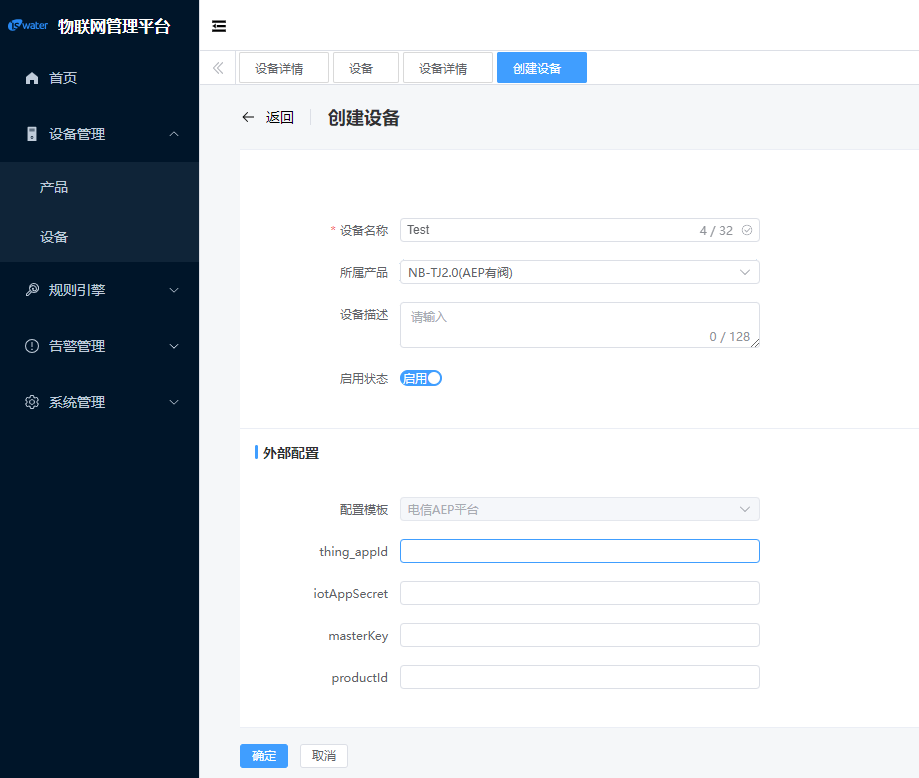 iswater 物联网管理平台
设备详情 设备 设备详情 创建设备
首页
设备管理
产品
设备
规则引擎
告警管理
系统管理
返回 创建设备
* 设备名称 Test 4 / 32
所属产品 NB-TJ2.0(AEP有阀)
设备描述 请输入
0 / 128
启用状态 启用
外部配置
配置模板 电信AEP平台
thing_appId
iotAppSecret
masterKey
productId
确定 取消